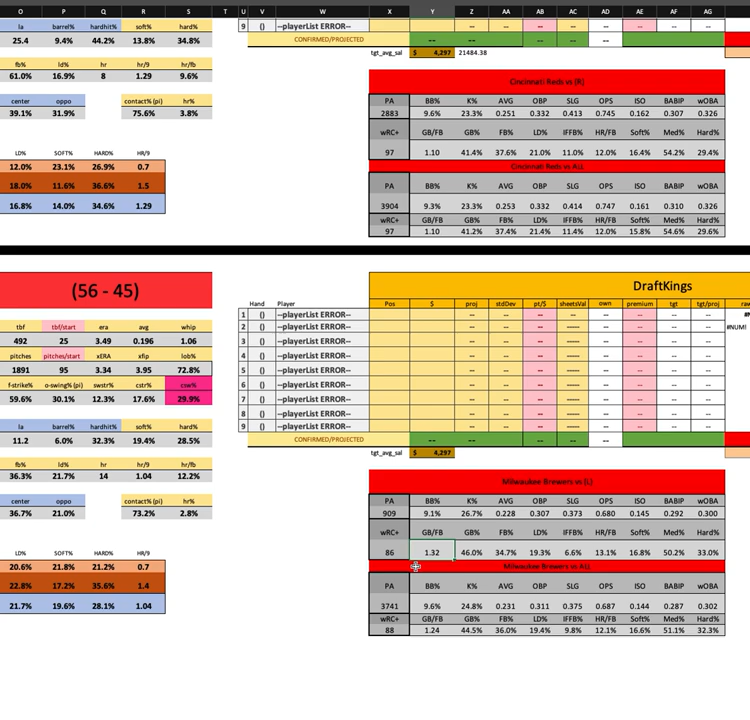 O P Q R S T U V W X Y Z AA AB AC AD AE AF AG
la barrel% hardhit% soft% hard% 9 () --playerList ERROR-- -- -- -- -- -- -- -- --
25.4 9.4% 44.2% 13.8% 34.8% CONFIRMED/PROJECTED -- -- --
tgt_avg_sal $ 4,297 21484.38
fb% ld% hr hr/9 hr/fb
61.0% 16.9% 8 1.29 9.6% Cincinnati Reds vs (R)
center oppo contact% (pi) hr% PA BB% K% AVG OBP SLG OPS ISO BABIP wOBA
39.1% 31.9% 75.6% 3.8% 2883 9.6% 23.3% 0.251 0.332 0.413 0.745 0.162 0.307 0.326
wRC+ GB/FB GB% FB% LD% IFFB% HR/FB Soft% Med% Hard%
LD% SOFT% HARD% HR/9 97 1.10 41.4% 37.6% 21.0% 11.0% 12.0% 16.4% 54.2% 29.4%
12.0% 23.1% 26.9% 0.7 Cincinnati Reds vs ALL
18.0% 11.6% 36.6% 1.5 PA BB% K% AVG OBP SLG OPS ISO BABIP wOBA
16.8% 14.0% 34.6% 1.29 3904 9.3% 23.3% 0.253 0.332 0.414 0.747 0.161 0.310 0.326
wRC+ GB/FB GB% FB% LD% IFFB% HR/FB Soft% Med% Hard%
97 1.10 41.2% 37.4% 21.4% 11.4% 12.0% 15.8% 54.6% 29.6%
(56 - 45) DraftKings
Hand Player Pos $ proj stdDev pt/$ sheetsVal own premium tgt tgt/proj
1 () --playerList ERROR-- -- -- -- ----- -- -- -- --
tbf tbf/start era avg whip 2 () --playerList ERROR-- -- -- -- ----- -- -- -- -- #NUM!
492 25 3.49 0.196 1.06 3 () --playerList ERROR-- -- -- -- ----- -- -- -- --
pitches pitches/start xERA xfip lob% 4 () --playerList ERROR-- -- -- -- ----- -- -- -- --
1891 95 3.34 3.95 72.8% 5 () --playerList ERROR-- -- -- -- ----- -- -- -- --
f-strike% o-swing% (pi) swstr% cstr% csw% 6 () --playerList ERROR-- -- -- -- ----- -- -- -- --
59.6% 30.1% 12.3% 17.6% 29.9% 7 () --playerList ERROR-- -- -- -- ----- -- -- -- --
8 () --playerList ERROR-- -- -- -- ----- -- -- -- --
la barrel% hardhit% soft% hard% 9 () --playerList ERROR-- -- -- -- ----- -- -- -- --
11.2 6.0% 32.3% 19.4% 28.5% CONFIRMED/PROJECTED -- -- --
tgt_avg_sal $ 4,297
fb% ld% hr hr/9 hr/fb
36.3% 21.7% 14 1.04 12.2% Milwaukee Brewers vs (L)
center oppo contact% (pi) hr% PA BB% K% AVG OBP SLG OPS ISO BABIP wOBA
36.7% 21.0% 73.2% 2.8% 909 9.1% 26.7% 0.228 0.307 0.373 0.680 0.145 0.292 0.300
wRC+ GB/FB GB% FB% LD% IFFB% HR/FB Soft% Med% Hard%
LD% SOFT% HARD% HR/9 86 1.32 46.0% 34.7% 19.3% 6.6% 13.1% 16.8% 50.2% 33.0%
20.6% 21.8% 21.2% 0.7 Milwaukee Brewers vs ALL
22.8% 17.2% 35.6% 1.4 PA BB% K% AVG OBP SLG OPS ISO BABIP wOBA
21.7% 19.6% 28.1% 1.04 3741 9.6% 24.8% 0.231 0.311 0.375 0.687 0.144 0.287 0.302
wRC+ GB/FB GB% FB% LD% IFFB% HR/FB Soft% Med% Hard%
88 1.24 44.5% 36.0% 19.4% 9.8% 12.1% 16.6% 51.1% 32.3%